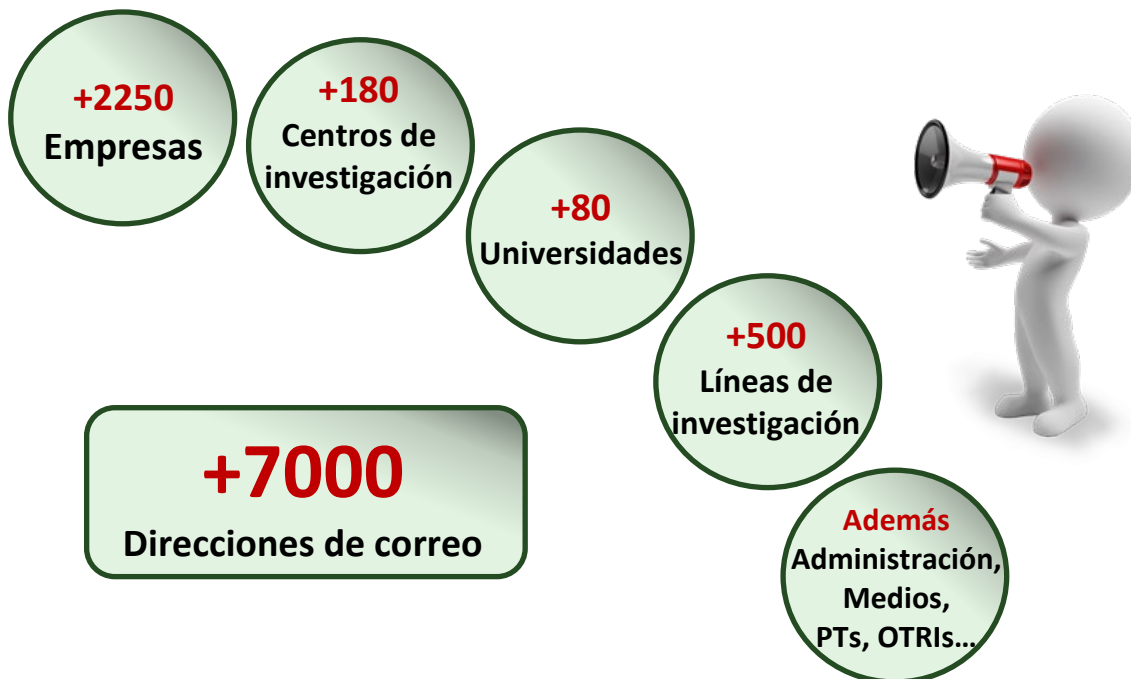 +2250
Empresas
+180
Centros de
investigación
+80
Universidades
+500
Líneas de
investigación
+7000
Direcciones de correo
Además
Administración,
Medios,
PTs, OTRIs...